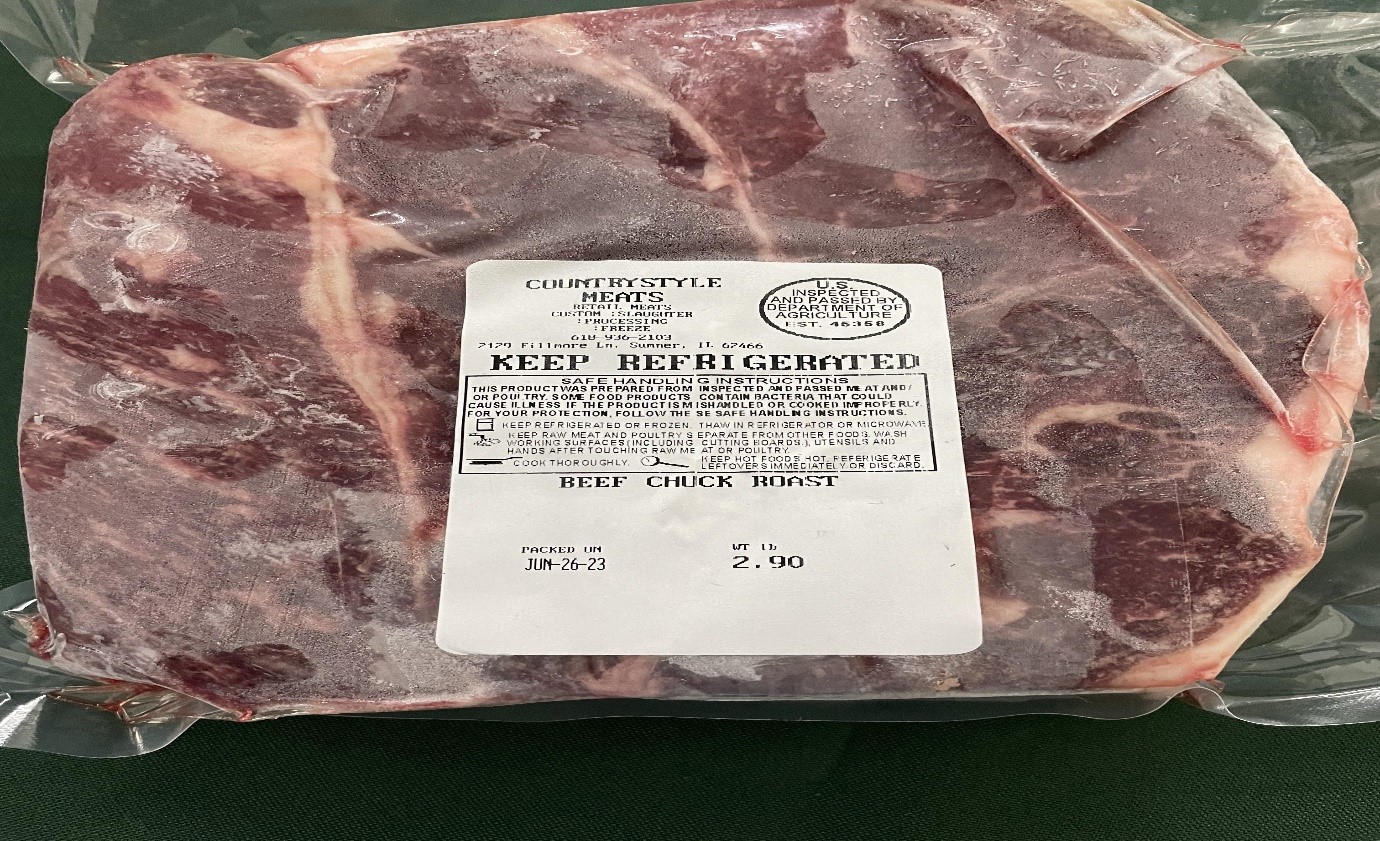 COUNTRYSTYLE
MEATS
RETAIL MEATS
CUSTOM :SLAUGHTER
:PROCESSING
:FREEZE
618-936-2103
7129 Fillmore Ln. Sumner, IL 62466
U.S.
INSPECTED
AND PASSED BY
DEPARTMENT OF
AGRICULTURE
EST. 46358
KEEP REFRIGERATED
SAFE HANDLING INSTRUCTIONS
THIS PRODUCT WAS PREPARED FROM INSPECTED AND PASSED MEAT AND/
OR POULTRY. SOME FOOD PRODUCTS CONTAIN BACTERIA THAT COULD
CAUSE ILLNESS IF THE PRODUCT IS MISHANDLED OR COOKED IMPROPERLY.
FOR YOUR PROTECTION, FOLLOW THESE SAFE HANDLING INSTRUCTIONS.
KEEP REFRIGERATED OR FROZEN. THAW IN REFRIGERATOR OR MICROWAVE.
KEEP RAW MEAT AND POULTRY SEPARATE FROM OTHER FOODS. WASH
WORKING SURFACES (INCLUDING CUTTING BOARDS.), UTENSILS AND
HANDS AFTER TOUCHING RAW MEAT OR POULTRY.
COOK THOROUGHLY.
KEEP HOT FOODS HOT. REFERIGERATE
LEFTOVERS IMMEDIATELY OR DISCARD.
BEEF CHUCK ROAST
PACKED ON
JUN-26-23
WT lb
2.90